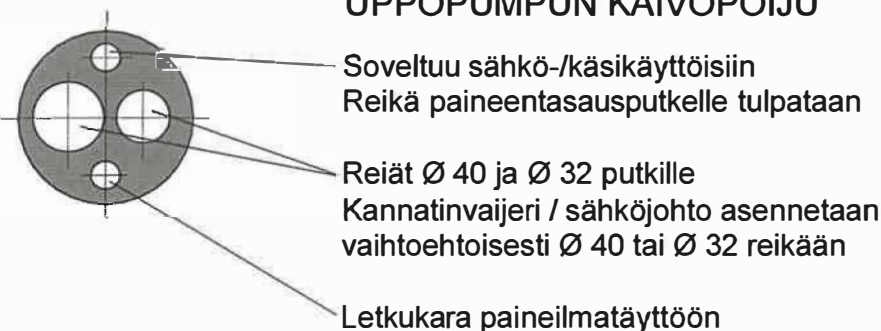 UPPOPUMPUN KAIVOPOIJU
Soveltuu sähkö-/käsikäyttöisiin
Reikä paineentasausputkelle tulpataan
Reiät Ø 40 ja Ø 32 putkille
Kannatinvaijeri / sähköjohto asennetaan
vaihtoehtoisesti Ø 40 tai Ø 32 reikään
Letkukara paineilmatäyttöön